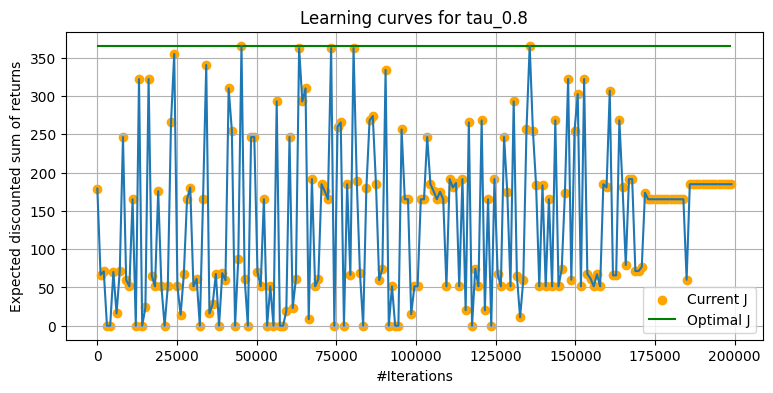 Learning curves for tau_0.8
Expected discounted sum of returns
350
300
250
200
150
100
50
0
0 25000 50000 75000 100000 125000 150000 175000 200000
#Iterations
Current J
Optimal J